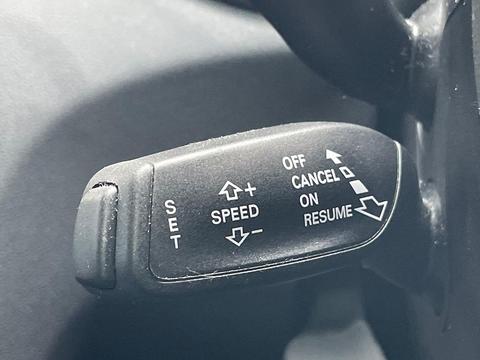 SET
+
SPEED
−
OFF
CANCEL
ON
RESUME